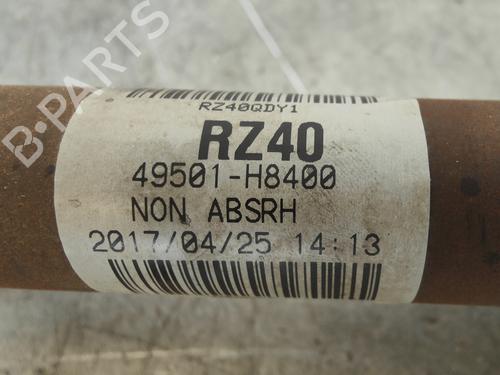 B-PARTS
RZ40QDY1
RZ40
49501-H8400
NON ABSRH
2017/04/25 14:13